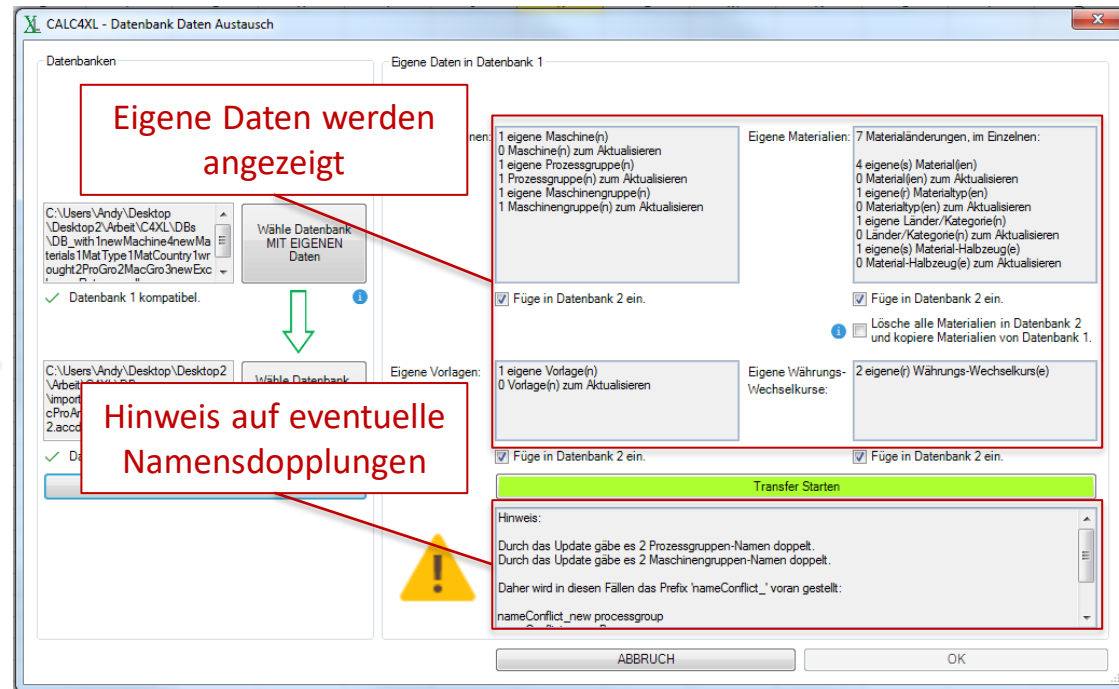 CALC4XL - Datenbank Daten Austausch
Datenbanken
Eigene Daten werden
angezeigt
C:\Users\Andy\Desktop
\Desktop2\Arbeit\C4XL\DBs
\DB_with1newMachine4newMa
terials1MatType1MatCountry1wr
ought2ProGro2MacGro3newExc
Wähle Datenbank
MIT EIGENEN
Daten
Datenbank 1 kompatibel.
C:\Users\Andy\Desktop\Desktop2
Wähle Datenbank
2.accd
Hinweis auf eventuelle
Namensdopplungen
Eigene Daten in Datenbank 1
1 eigene Maschine(n)
0 Maschine(n) zum Aktualisieren
1 eigene Prozessgruppe(n)
1 Prozessgruppe(n) zum Aktualisieren
1 eigene Maschinengruppe(n)
1 Maschinengruppe(n) zum Aktualisieren
Füge in Datenbank 2 ein.
Eigene Materialien:
7 Materialänderungen, im Einzelnen:
4 eigene(s) Material(ien)
0 Material(ien) zum Aktualisieren
1 eigene(r) Materialtyp(en)
0 Materialtyp(en) zum Aktualisieren
1 eigene Länder/Kategorie(n)
0 Länder/Kategorie(n) zum Aktualisieren
1 eigene(s) Material-Halbzeug(e)
0 Material-Halbzeug(e) zum Aktualisieren
Füge in Datenbank 2 ein.
Lösche alle Materialien in Datenbank 2
und kopiere Materialien von Datenbank 1.
Eigene Vorlagen:
1 eigene Vorlage(n)
0 Vorlage(n) zum Aktualisieren
Füge in Datenbank 2 ein.
Eigene Währungs-
Wechselkurse:
2 eigene(r) Währungs-Wechselkurs(e)
Füge in Datenbank 2 ein.
Transfer Starten
Hinweis:
Durch das Update gäbe es 2 Prozessgruppen-Namen doppelt.
Durch das Update gäbe es 2 Maschinengruppen-Namen doppelt.
Daher wird in diesen Fällen das Prefix 'nameConflict_' voran gestellt:
nameConflict_new processgroup
ABBRUCH
OK